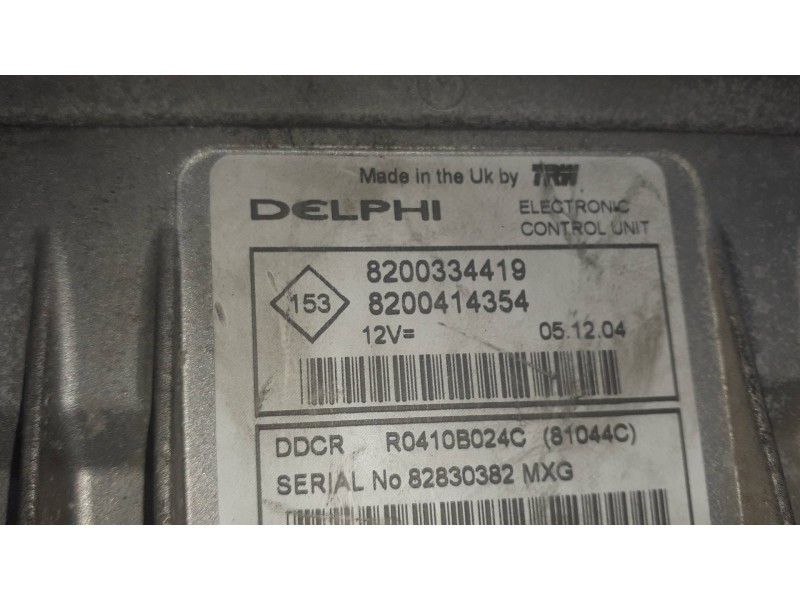 Made in the Uk by TRW
DELPHI ELECTRONIC
CONTROL UNIT
8200334419
153
8200414354
12V= 05.12.04
DDCR R0410B024C (81044C)
SERIAL No 82830382 MXG